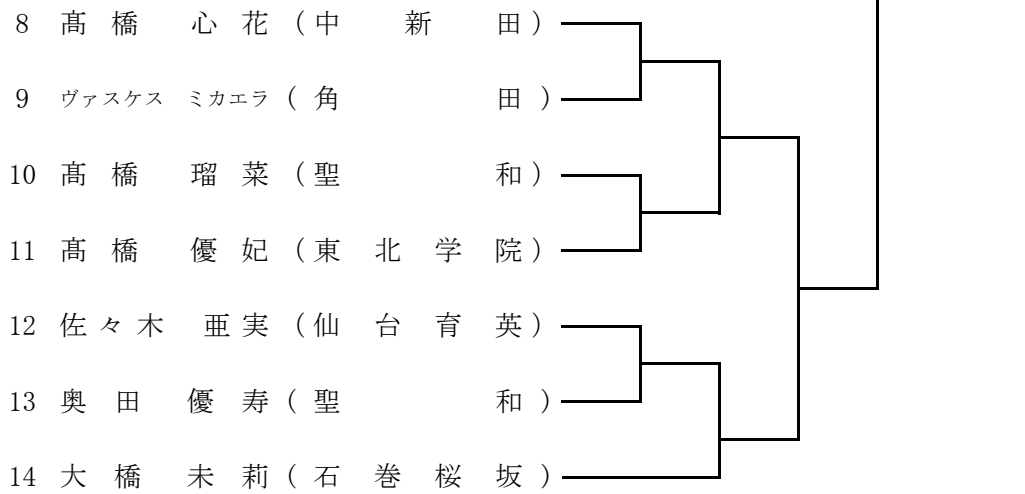 8 髙橋 心花 (中新田)
9 ヴァスケス ミカエラ (角田)
10 髙橋 瑠菜 (聖和)
11 髙橋 優妃 (東北学院)
12 佐々木 亜実 (仙台育英)
13 奥田 優寿 (聖和)
14 大橋 未莉 (石巻桜坂)